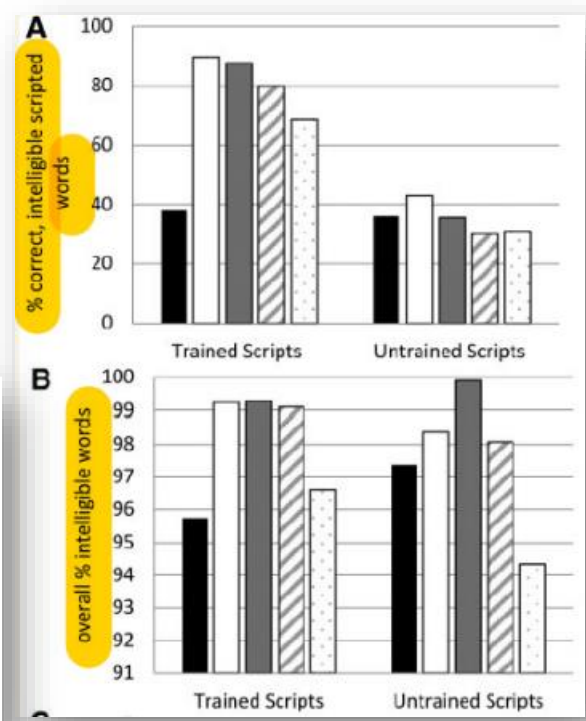 A
% correct, intelligible scripted
words
100
80
60
40
20
0
Trained Scripts
Untrained Scripts
B
overall % intelligible words
100
99
98
97
96
95
94
93
92
91
Trained Scripts
Untrained Scripts